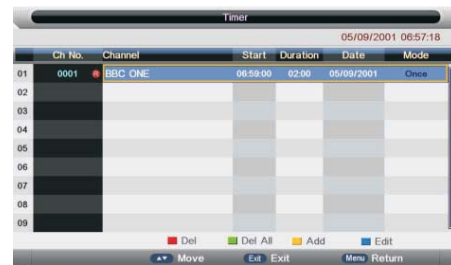 Timer
05/09/2001 06:57:18
Ch No. Channel Start Duration Date Mode
01 0001 R BBC ONE 06:59:00 02:00 05/09/2001 Once
02
03
04
05
06
07
08
09
Del Del All Add Edit
Move Exit Exit Menu Return